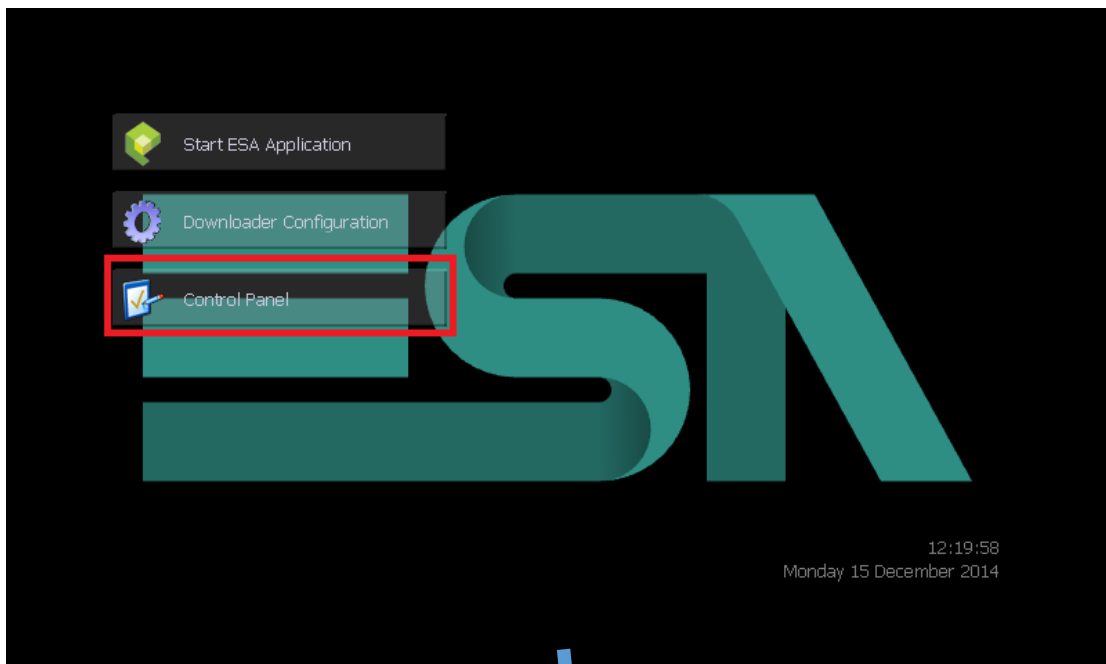 Start ESA Application
Downloader Configuration
Control Panel
ESA
12:19:58
Monday 15 December 2014